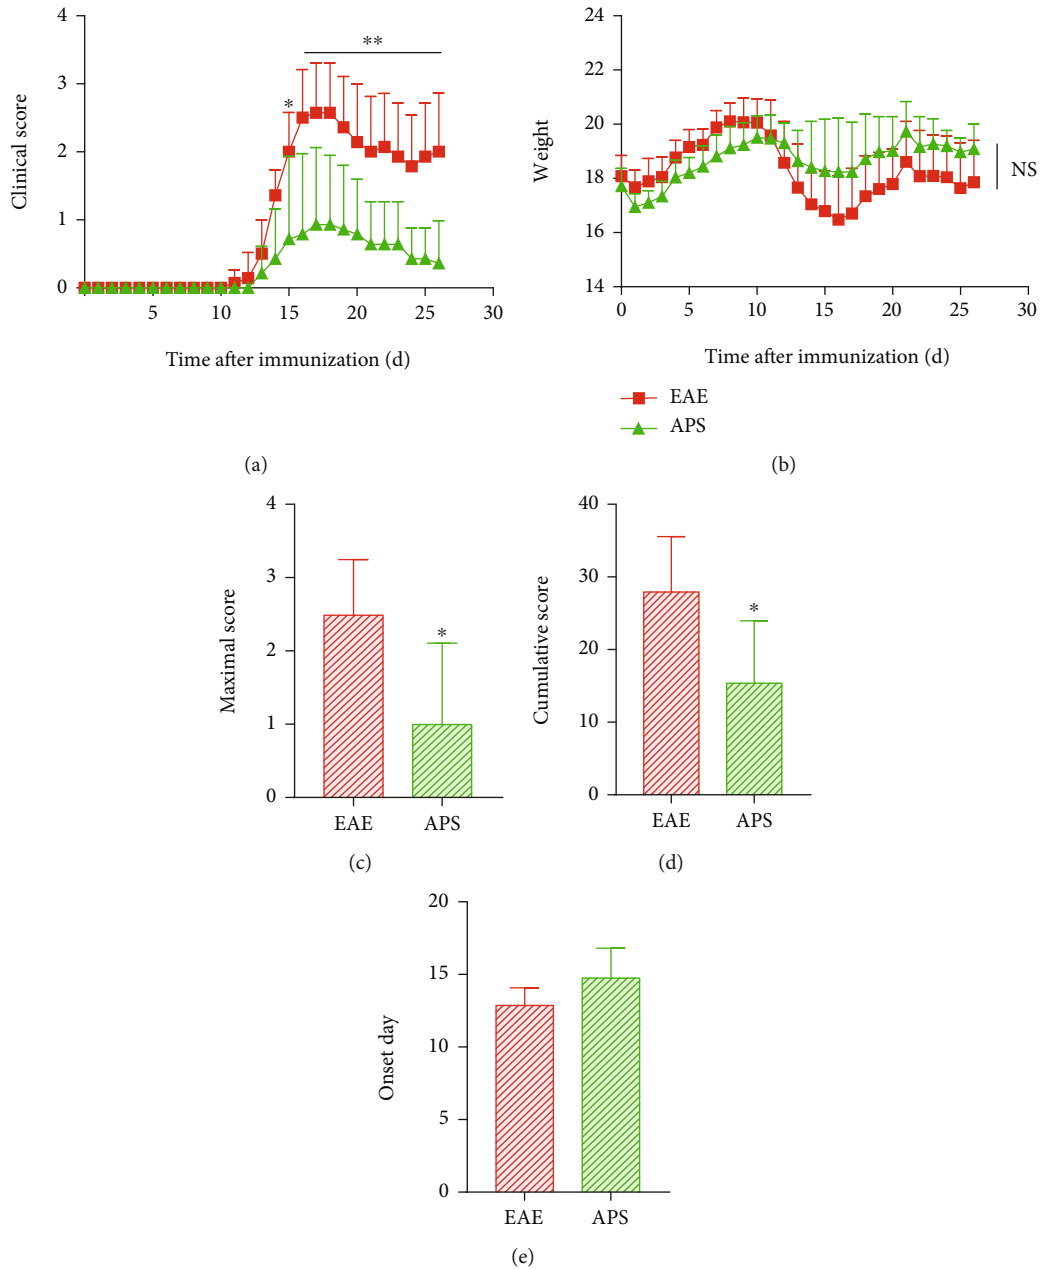 4
3
2
1
0
Clinical score
*
**
5
10
15
20
25
30
Time after immunization (d)
(a)
24
22
20
18
16
14
Weight
NS
0
5
10
15
20
25
30
Time after immunization (d)
EAE
APS
(b)
4
3
2
1
0
Maximal score
*
EAE
APS
(c)
40
30
20
10
0
Cumulative score
*
EAE
APS
(d)
20
15
10
5
0
Onset day
EAE
APS
(e)